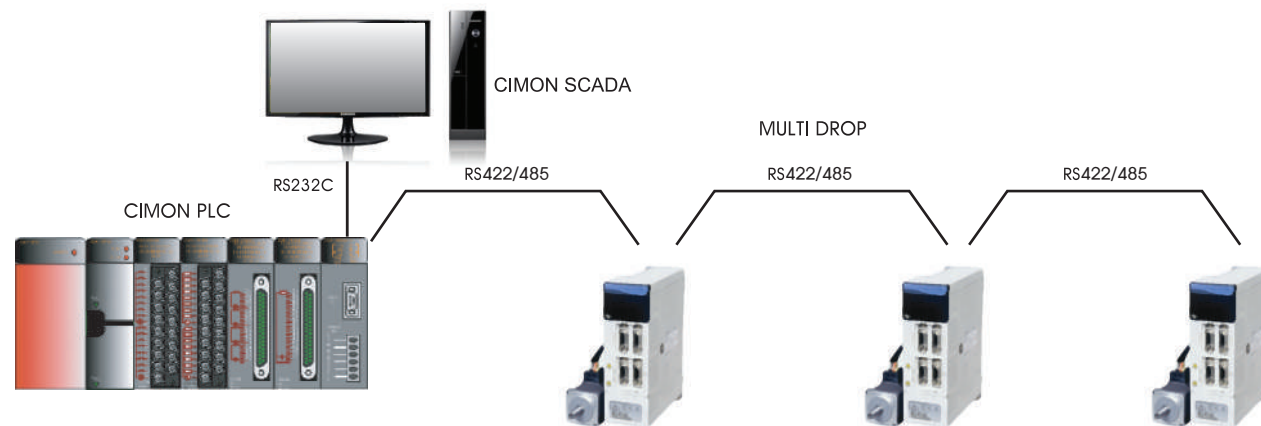 CIMON SCADA
MULTI DROP
RS232C
RS422/485
RS422/485
RS422/485
CIMON PLC